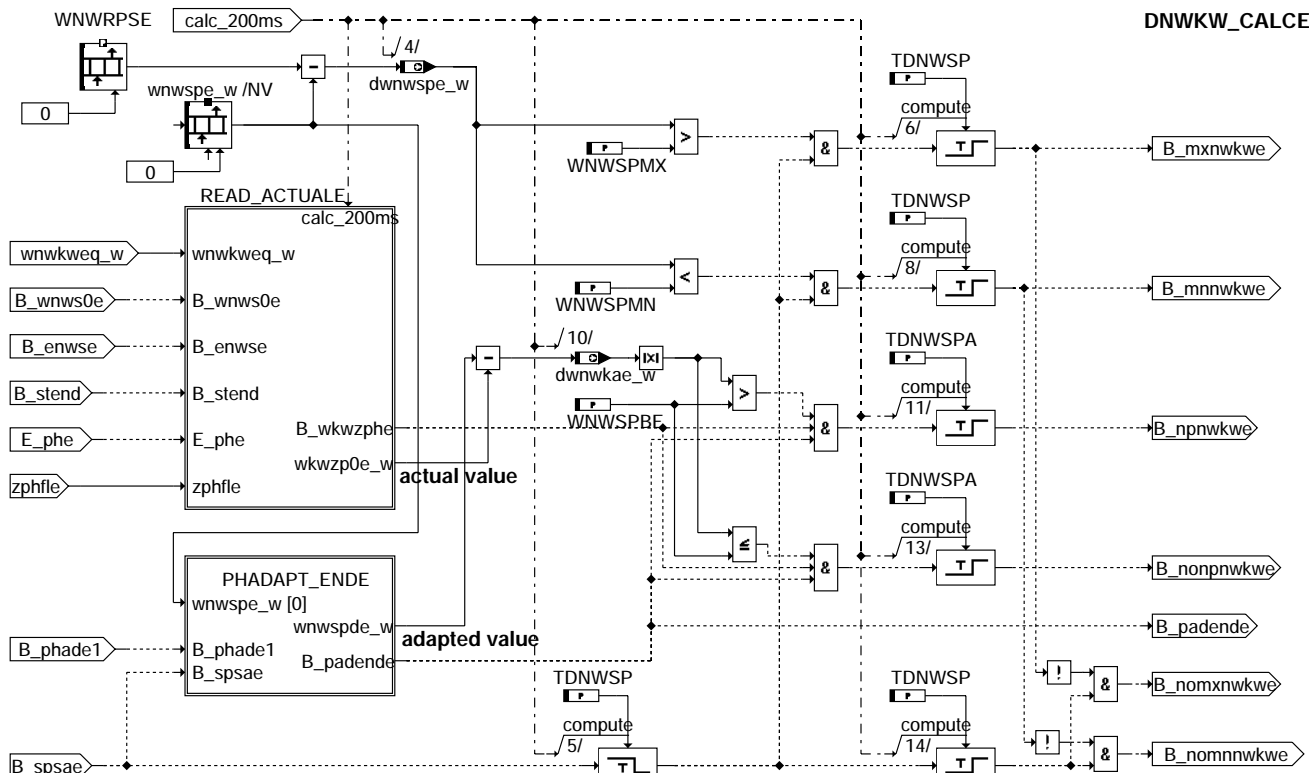 WNWRPSE
calc_200ms
DNWKW_CALCE
P
0
wnwspe_w /NV
0
-
4/
dwnwspe_w
TDNWSP
P
compute
6/
>
P
WNWSPMX
&
T
B_mxnwkwe
READ_ACTUALE
calc_200ms
wnwkweq_w
wnwkweq_w
B_wnws0e
B_wnws0e
B_enwse
B_enwse
B_stend
B_stend
E_phe
E_phe
zphfle
zphfle
B_wkwzphe
wkwzp0e_w
actual value
TDNWSP
P
compute
8/
<
P
WNWSPMN
&
T
B_mnnwkwe
-
10/
dwnwkae_w
|x|
P
WNWSPBE
>
TDNWSPA
P
compute
11/
&
T
B_npnwkwe
TDNWSPA
P
compute
13/
≤
&
T
B_nonpnwkwe
PHADAPT_ENDE
wnwspe_w [0]
wnwspde_w
adapted value
B_phade1
B_phade1
B_padende
B_spsae
B_padende
TDNWSP
P
compute
5/
T
TDNWSP
P
compute
14/
T
!
&
B_nomxnwkwe
!
&
B_nomnnwkwe
B_spsae